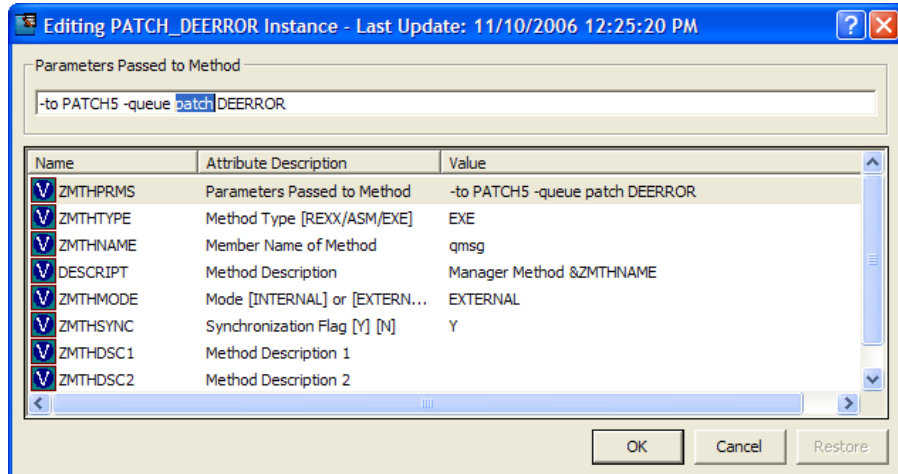 Editing PATCH_DEERROR Instance - Last Update: 11/10/2006 12:25:20 PM
Parameters Passed to Method
-to PATCH5 -queue patch DEERROR
Name Attribute Description Value
V ZMTHPRMS Parameters Passed to Method -to PATCH5 -queue patch DEERROR
V ZMTHTYPE Method Type [REXX/ASM/EXE] EXE
V ZMTHNAME Member Name of Method qmsg
V DESCRIPT Method Description Manager Method &ZMTHNAME
V ZMTHMODE Mode [INTERNAL] or [EXTERN... EXTERNAL
V ZMTHSYNC Synchronization Flag [Y] [N] Y
V ZMTHDSC1 Method Description 1
V ZMTHDSC2 Method Description 2
OK Cancel Restore